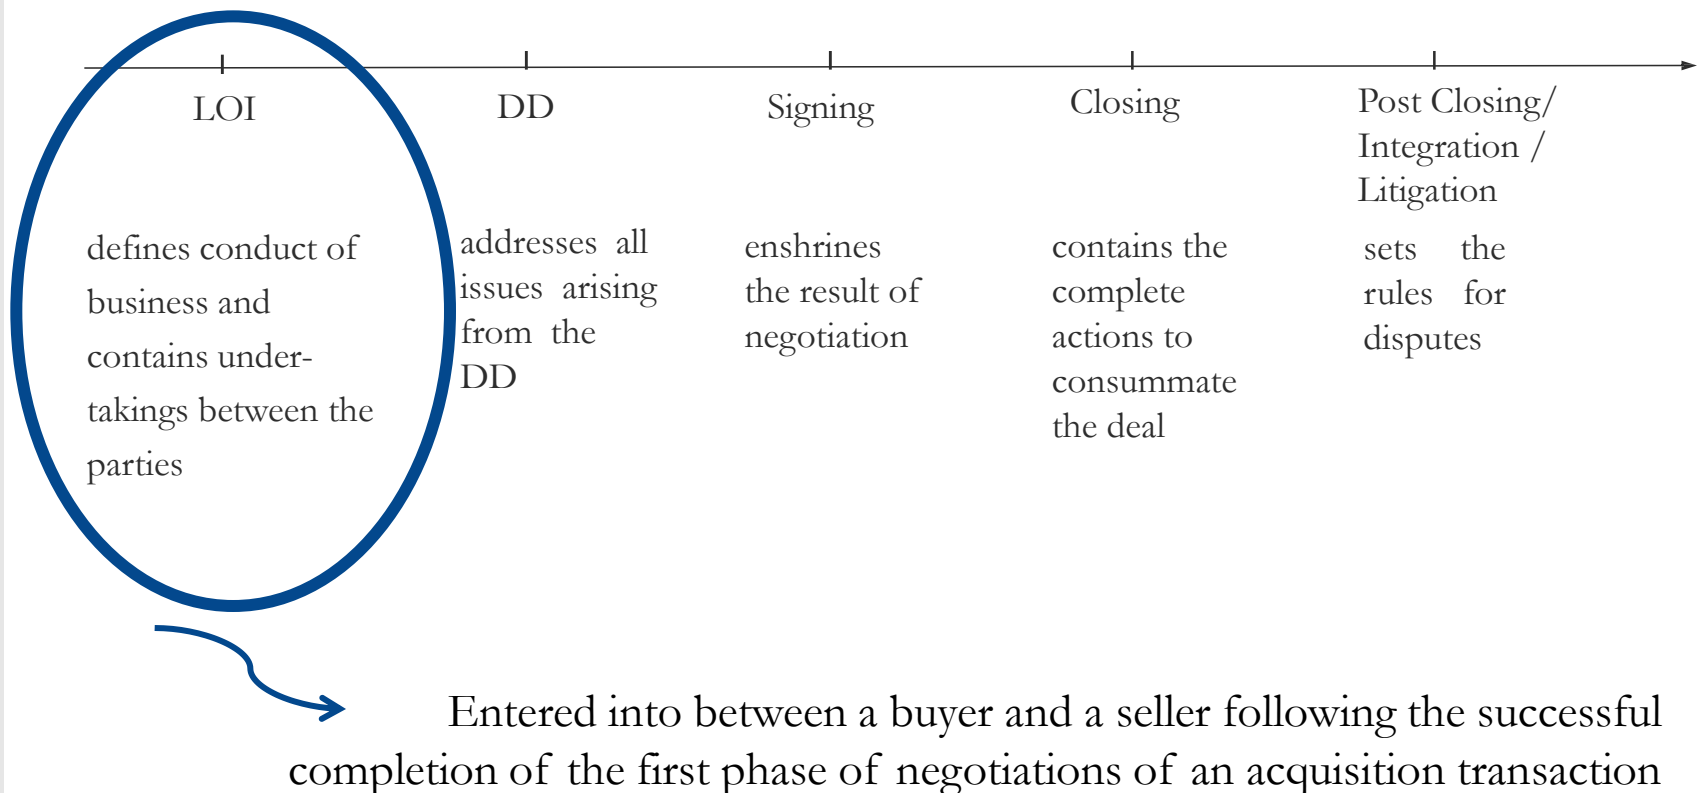 LOI
DD
Signing
Closing
Post Closing/
Integration /
Litigation
defines conduct of
business and
contains under-
takings between the
parties
addresses all
issues arising
from the
DD
enshrines
the result of
negotiation
contains the
complete
actions to
consummate
the deal
sets the
rules for
disputes
Entered into between a buyer and a seller following the successful
completion of the first phase of negotiations of an acquisition transaction